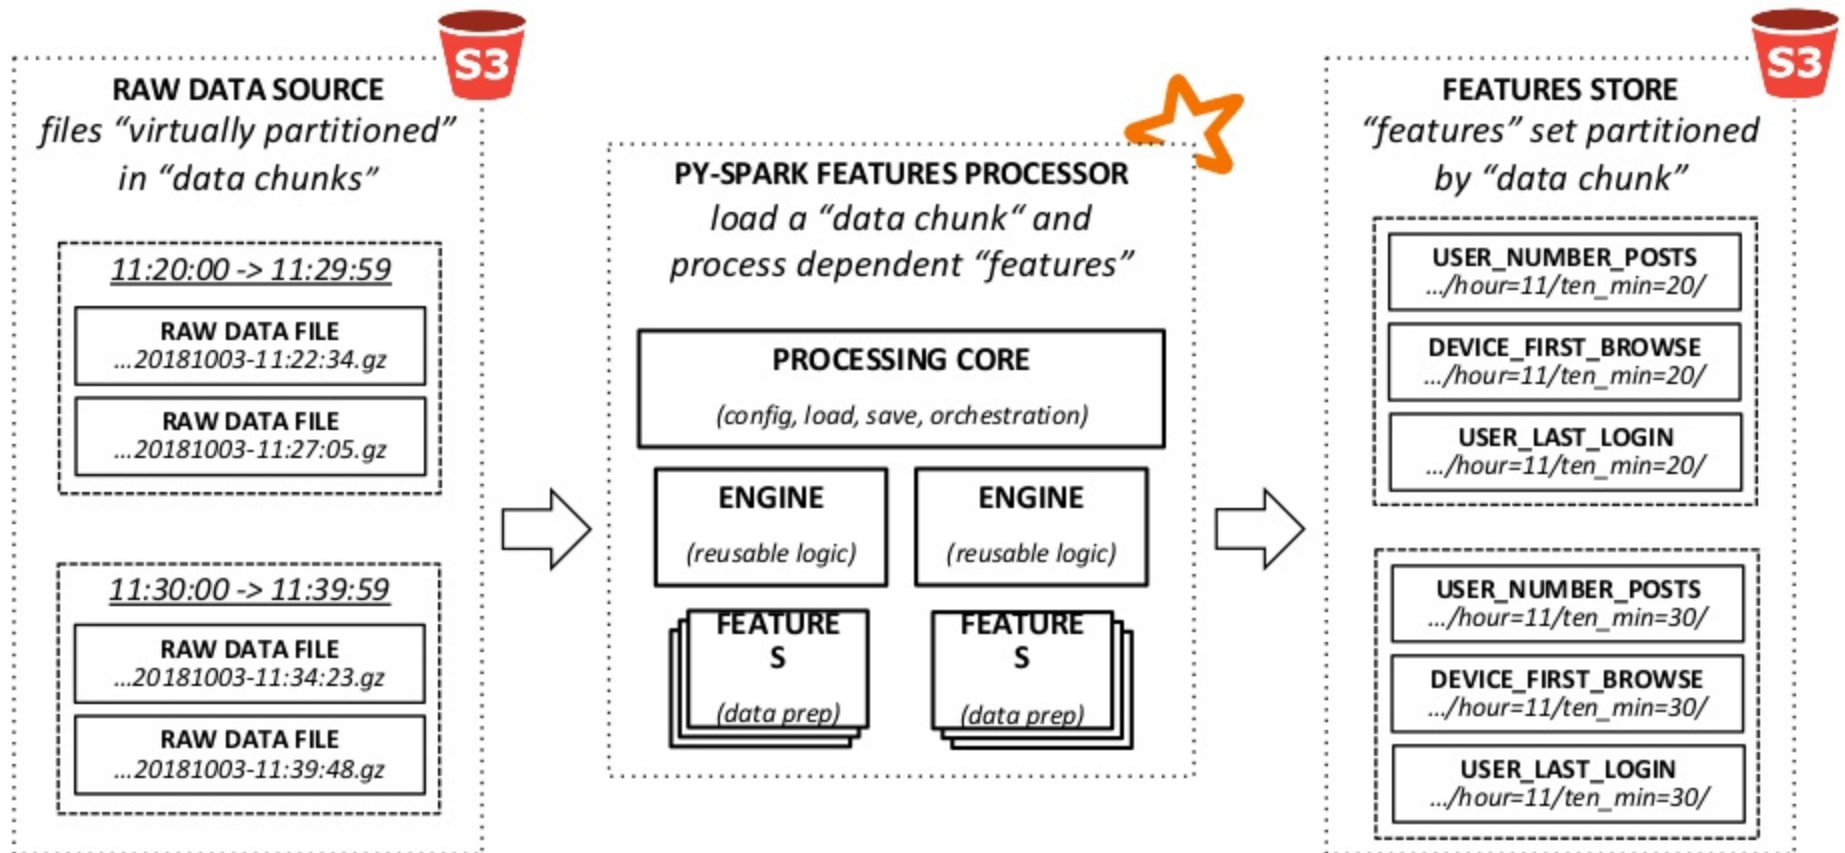 S3
RAW DATA SOURCE
files “virtually partitioned”
in “data chunks”
11:20:00 -> 11:29:59
RAW DATA FILE
...20181003-11:22:34.gz
RAW DATA FILE
...20181003-11:27:05.gz
11:30:00 -> 11:39:59
RAW DATA FILE
...20181003-11:34:23.gz
RAW DATA FILE
...20181003-11:39:48.gz
PY-SPARK FEATURES PROCESSOR
load a “data chunk“ and
process dependent “features”
PROCESSING CORE
(config, load, save, orchestration)
ENGINE
(reusable logic)
ENGINE
(reusable logic)
FEATURE
S
(data prep)
FEATURE
S
(data prep)
S3
FEATURES STORE
“features” set partitioned
by “data chunk”
USER_NUMBER_POSTS
.../hour=11/ten_min=20/
DEVICE_FIRST_BROWSE
.../hour=11/ten_min=20/
USER_LAST_LOGIN
.../hour=11/ten_min=20/
USER_NUMBER_POSTS
.../hour=11/ten_min=30/
DEVICE_FIRST_BROWSE
.../hour=11/ten_min=30/
USER_LAST_LOGIN
.../hour=11/ten_min=30/